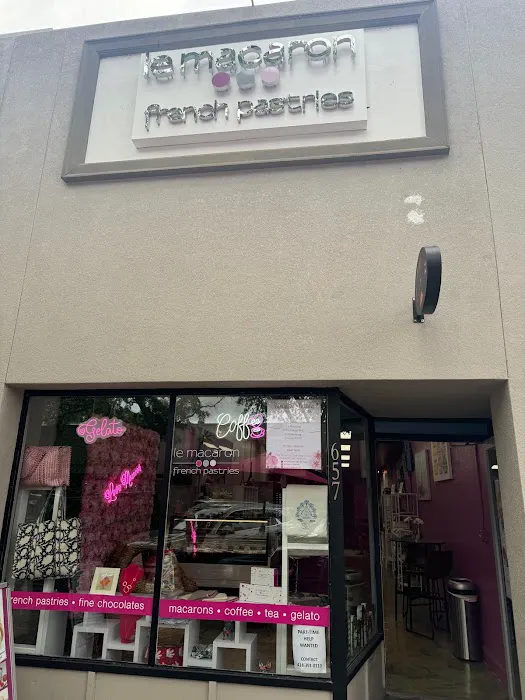 le macaron
french pastries
Gelato
Coffee
le macaron
french pastries
657
french pastries • fine chocolates
macarons • coffee • tea • gelato
PART-TIME
HELP
WANTED
CONTACT